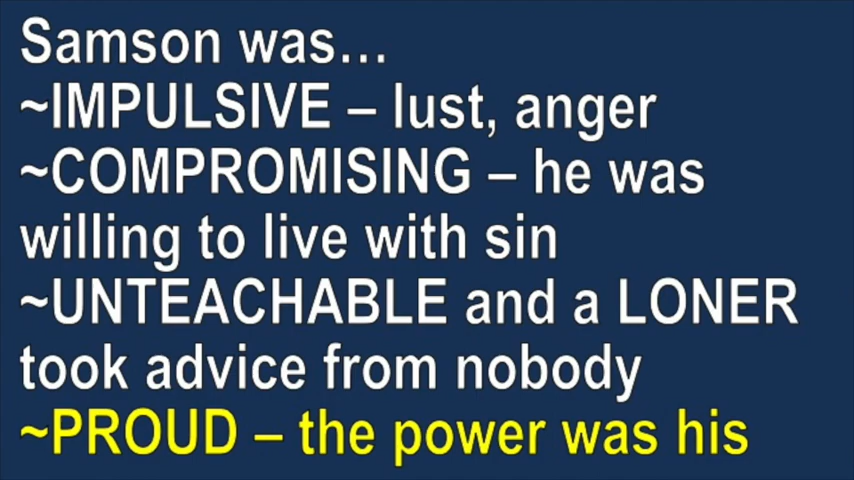 Samson was...
~IMPULSIVE – lust, anger
~COMPROMISING – he was
willing to live with sin
~UNTEACHABLE and a LONER
took advice from nobody
~PROUD – the power was his